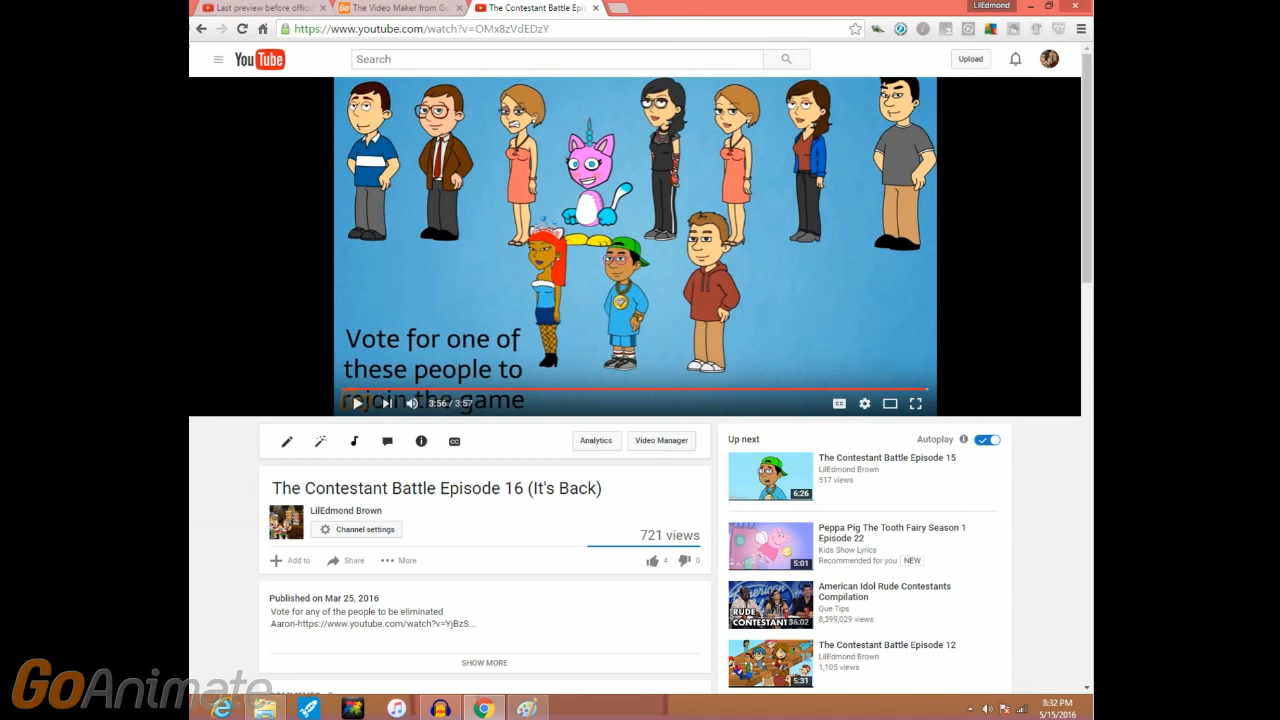 Last preview before offici
The Video Maker from Go
The Contestant Battle Epis
LilEdmond
https://www.youtube.com/watch?v=OMx8zVdEDzY
YouTube
Search
Upload
Vote for one of
these people to
rejoin the game
3:56 / 3:57
CC
Analytics
Video Manager
Up next
Autoplay
The Contestant Battle Episode 16 (It's Back)
LilEdmond Brown
Channel settings
721 views
Add to
Share
More
4
0
Published on Mar 25, 2016
Vote for any of the people to be eliminated
Aaron-https://www.youtube.com/watch?v=YjBzS...
SHOW MORE
The Contestant Battle Episode 15
LilEdmond Brown
517 views
6:26
Peppa Pig The Tooth Fairy Season 1
Episode 22
Kids Show Lyrics
Recommended for you NEW
5:01
American Idol Rude Contestants
Compilation
Que Tips
8,399,029 views
RUDE
CONTESTANT
36:02
The Contestant Battle Episode 12
LilEdmond Brown
1,105 views
5:31
GoAnimate
8:32 PM
5/15/2016